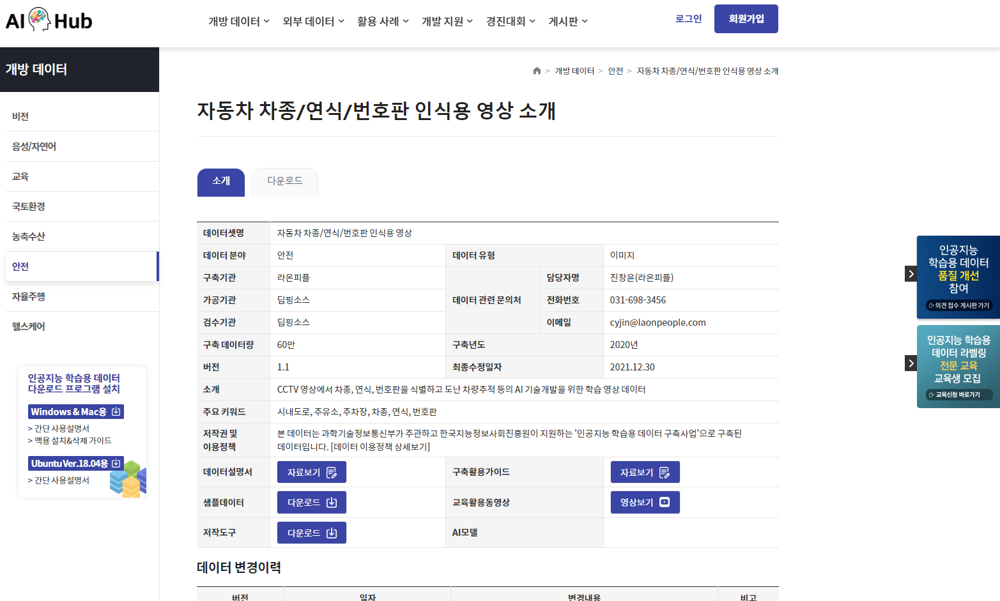 AI Hub
개방 데이터
외부 데이터
활용 사례
개발 지원
경진대회
게시판
로그인
회원가입
개방 데이터
비전
음성/자연어
교육
국토환경
농축수산
안전
자율주행
헬스케어
인공지능 학습용 데이터
다운로드 프로그램 설치
Windows & Mac용
> 간단 사용설명서
> 맥용 설치&삭제 가이드
Ubuntu Ver.18.04용
> 간단 사용설명서
> 개방 데이터 > 안전 > 자동차 차종/연식/번호판 인식용 영상 소개
자동차 차종/연식/번호판 인식용 영상 소개
소개
다운로드
데이터셋명 자동차 차종/연식/번호판 인식용 영상
데이터 분야 안전 데이터 유형 이미지
구축기관 라온피플 데이터 관련 문의처 담당자명 진창윤(라온피플)
가공기관 딥핑소스 전화번호 031-698-3456
검수기관 딥핑소스 이메일 cyjin@laonpeople.com
구축 데이터량 60만 구축년도 2020년
버전 1.1 최종수정일자 2021.12.30
소개 CCTV 영상에서 차종, 연식, 번호판을 식별하고 도난 차량추적 등의 AI 기술개발을 위한 학습 영상 데이터
주요 키워드 시내도로, 주유소, 주차장, 차종, 연식, 번호판
저작권 및 이용정책
본 데이터는 과학기술정보통신부가 주관하고 한국지능정보사회진흥원이 지원하는 '인공지능 학습용 데이터 구축사업'으로 구축된
데이터입니다. [데이터 이용정책 상세보기]
데이터설명서 자료보기 구축활용가이드 자료보기
샘플데이터 다운로드 교육활용동영상 영상보기
저작도구 다운로드 AI모델
데이터 변경이력
버전 일자 변경내용 비고
인공지능
학습용 데이터
품질 개선
참여
의견 접수 게시판 가기
인공지능 학습용
데이터 라벨링
전문 교육
교육생 모집
교육신청 바로가기